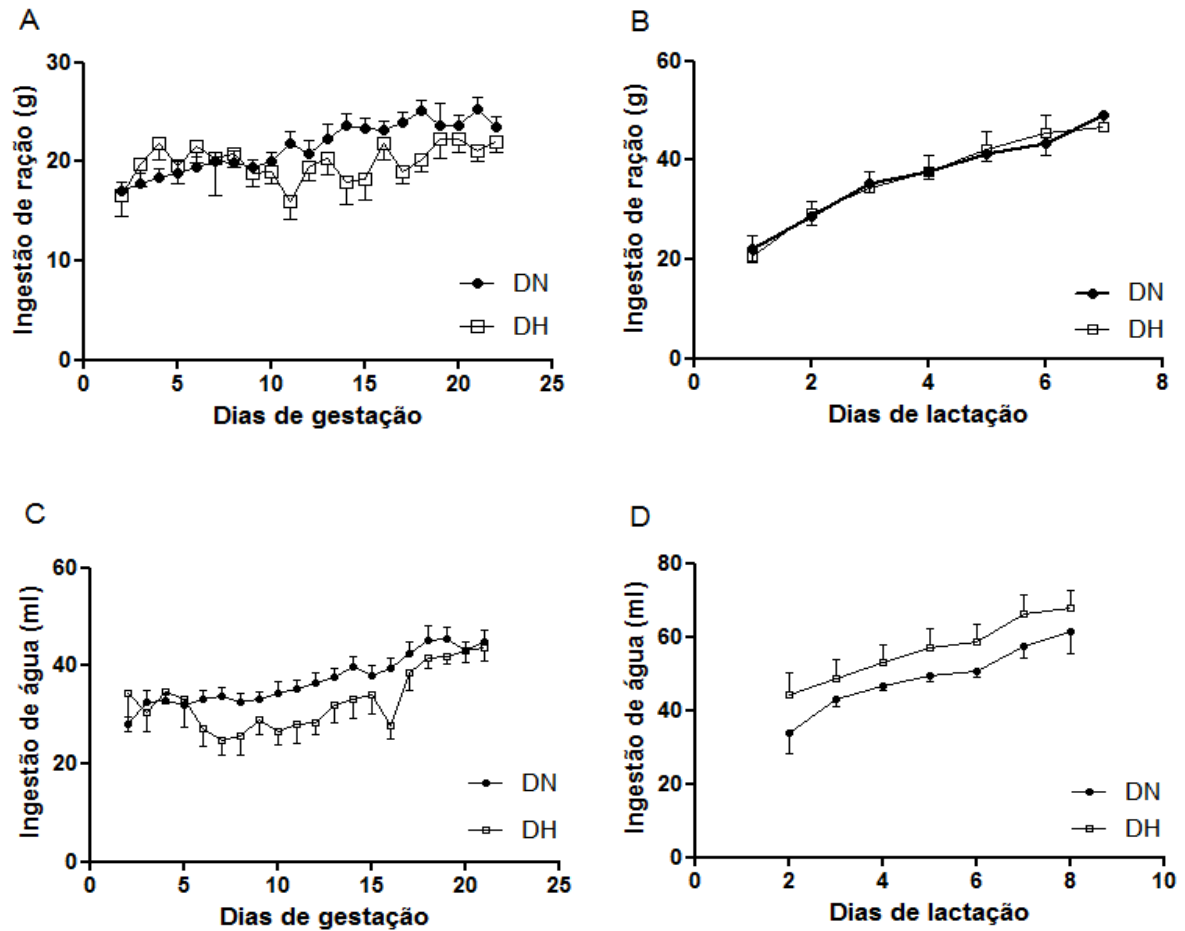 A
Ingestão de ração (g)
30
20
10
0
0
5
10
15
20
25
DN
DH
Dias de gestação
B
Ingestão de ração (g)
60
40
20
0
0
2
4
6
8
DN
DH
Dias de lactação
C
Ingestão de água (ml)
60
40
20
0
0
5
10
15
20
25
DN
DH
Dias de gestação
D
Ingestão de água (ml)
80
60
40
20
0
0
2
4
6
8
10
DN
DH
Dias de lactação